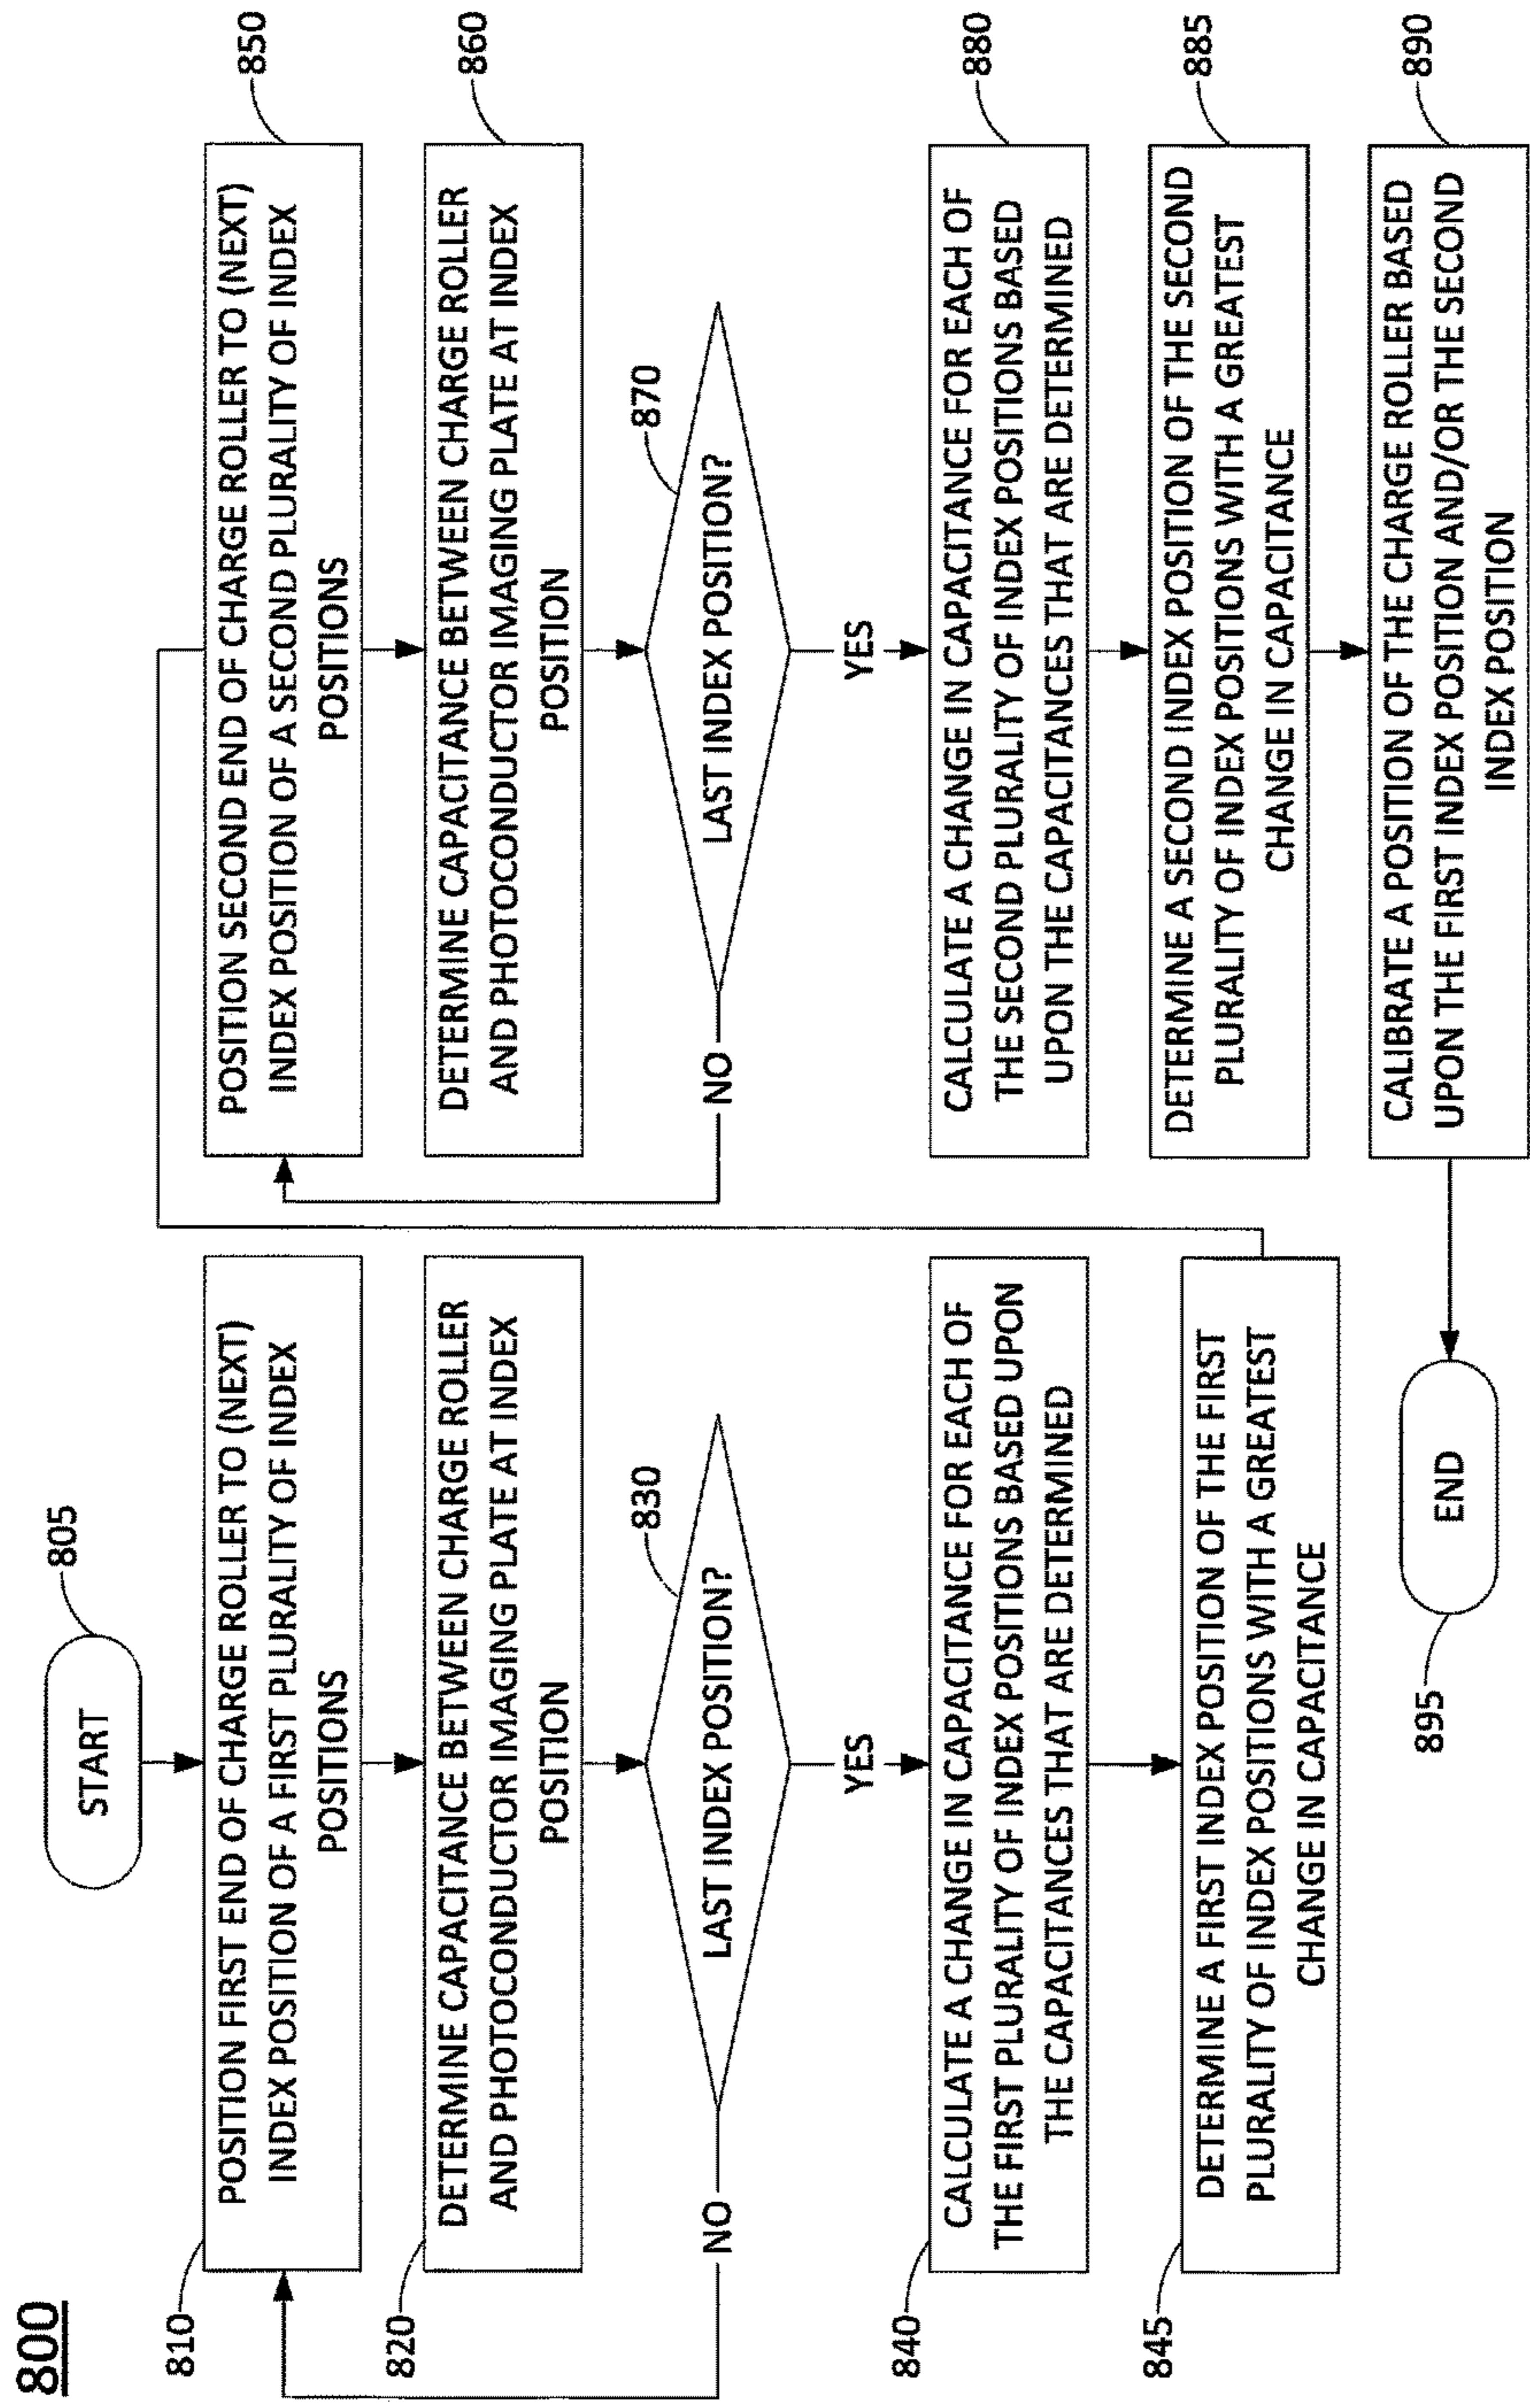 800
START
805
810
POSITION FIRST END OF CHARGE ROLLER TO (NEXT)
INDEX POSITION OF A FIRST PLURALITY OF INDEX
POSITIONS
820
DETERMINE CAPACITANCE BETWEEN CHARGE ROLLER
AND PHOTOCONDUCTOR IMAGING PLATE AT INDEX
POSITION
830
LAST INDEX POSITION?
NO
YES
840
CALCULATE A CHANGE IN CAPACITANCE FOR EACH OF
THE FIRST PLURALITY OF INDEX POSITIONS BASED UPON
THE CAPACITANCES THAT ARE DETERMINED
845
DETERMINE A FIRST INDEX POSITION OF THE FIRST
PLURALITY OF INDEX POSITIONS WITH A GREATEST
CHANGE IN CAPACITANCE
850
POSITION SECOND END OF CHARGE ROLLER TO (NEXT)
INDEX POSITION OF A SECOND PLURALITY OF INDEX
POSITIONS
860
DETERMINE CAPACITANCE BETWEEN CHARGE ROLLER
AND PHOTOCONDUCTOR IMAGING PLATE AT INDEX
POSITION
870
LAST INDEX POSITION?
NO
YES
880
CALCULATE A CHANGE IN CAPACITANCE FOR EACH OF
THE SECOND PLURALITY OF INDEX POSITIONS BASED
UPON THE CAPACITANCES THAT ARE DETERMINED
885
DETERMINE A SECOND INDEX POSITION OF THE SECOND
PLURALITY OF INDEX POSITIONS WITH A GREATEST
CHANGE IN CAPACITANCE
890
CALIBRATE A POSITION OF THE CHARGE ROLLER BASED
UPON THE FIRST INDEX POSITION AND/OR THE SECOND
INDEX POSITION
895
END